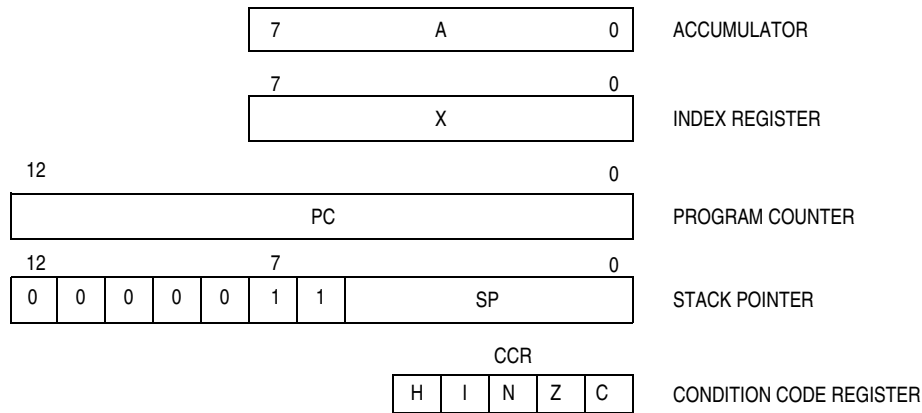 7 A 0 ACCUMULATOR
7 0
X INDEX REGISTER
12 0
PC PROGRAM COUNTER
12 7 0
0 0 0 0 0 1 1 SP STACK POINTER
CCR
H I N Z C CONDITION CODE REGISTER